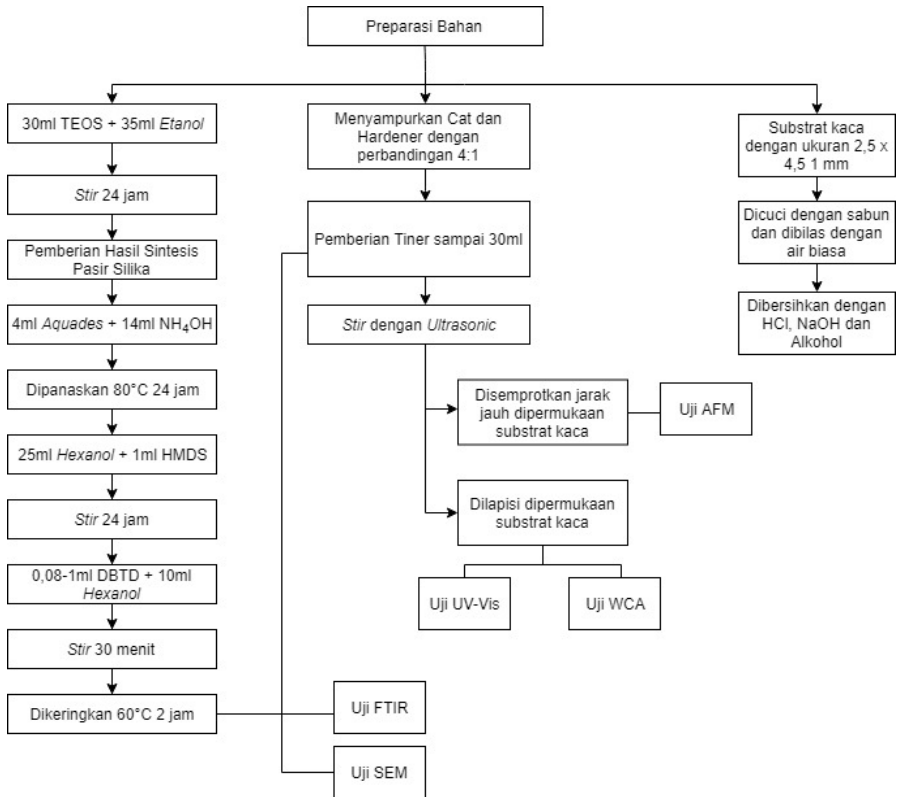 Preparasi Bahan
30ml TEOS + 35ml Etanol
Stir 24 jam
Pemberian Hasil Sintesis
Pasir Silika
4ml Aquades + 14ml NH₄OH
Dipanaskan 80°C 24 jam
25ml Hexanol + 1ml HMDS
Stir 24 jam
0,08-1ml DBTD + 10ml
Hexanol
Stir 30 menit
Dikeringkan 60°C 2 jam
Menyampurkan Cat dan
Hardener dengan
perbandingan 4:1
Pemberian Tiner sampai 30ml
Stir dengan Ultrasonic
Disemprotkan jarak
jauh dipermukaan
substrat kaca
Uji AFM
Dilapisi dipermukaan
substrat kaca
Uji UV-Vis
Uji WCA
Uji FTIR
Uji SEM
Substrat kaca
dengan ukuran 2,5 x
4,5 1 mm
Dicuci dengan sabun
dan dibilas dengan
air biasa
Dibersihkan dengan
HCl, NaOH dan
Alkohol